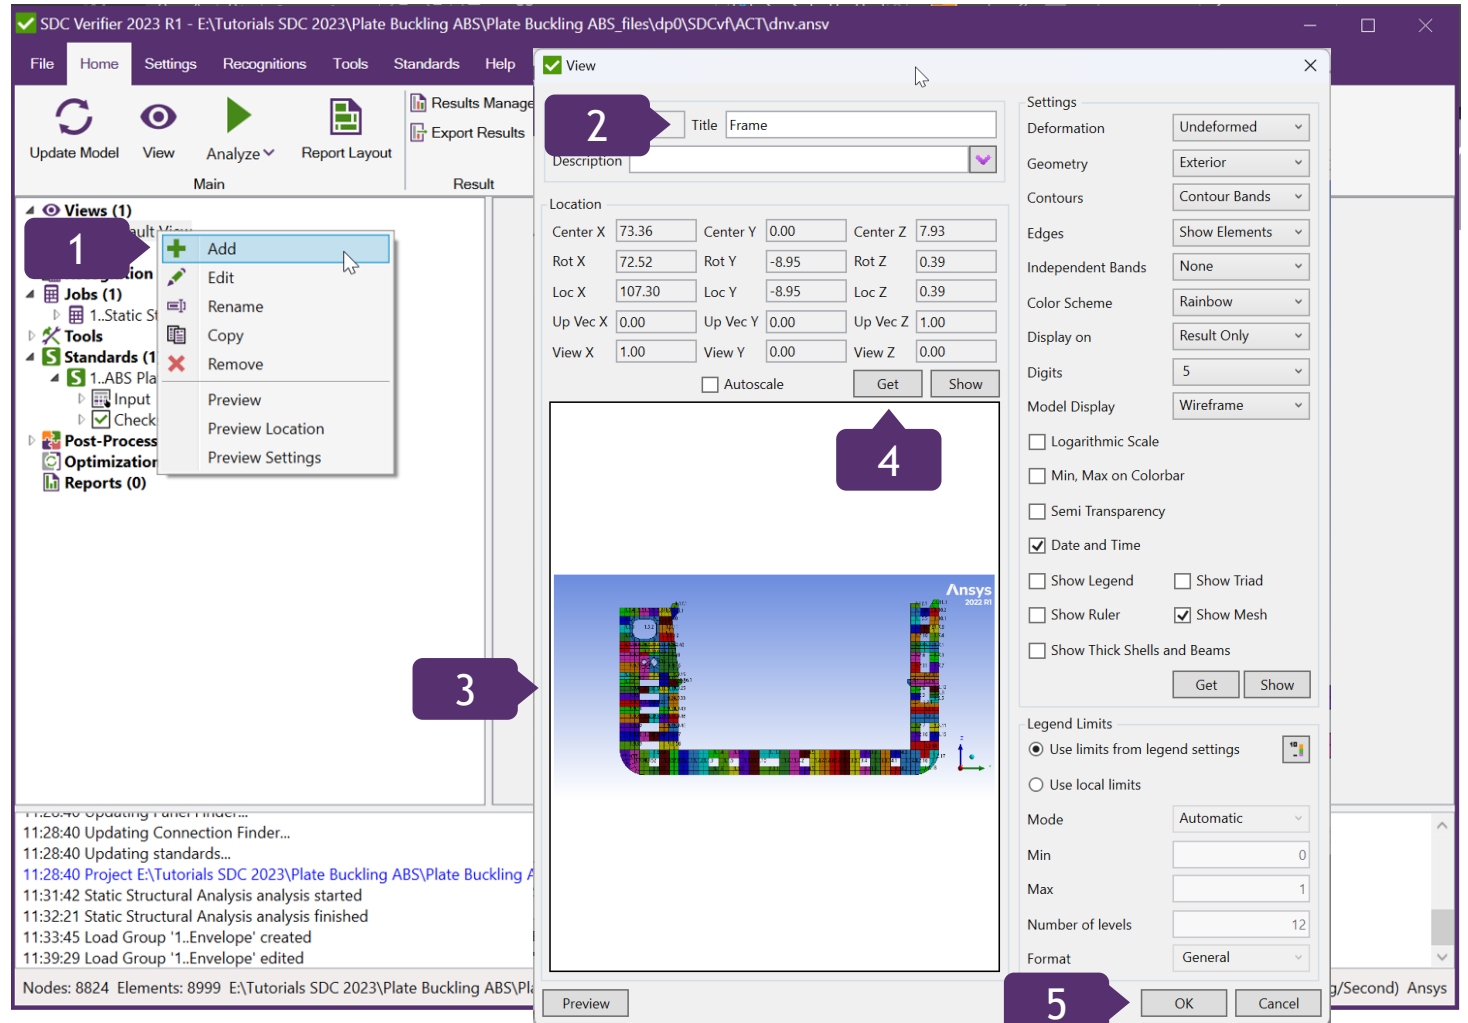 SDC Verifier 2023 R1 - E:\Tutorials SDC 2023\Plate Buckling ABS\Plate Buckling ABS_files\dp0\SDCvf\ACT\dnv.ansv
File Home Settings Recognitions Tools Standards Help
Update Model View Analyze Report Layout
Results Manage
Export Results
Main Result
Views (1)
ault View
1
tion
Jobs (1)
1..Static St
Tools
Standards (1
1..ABS Pla
Input
Check
Post-Process
Optimization
Reports (0)
Add
Edit
Rename
Copy
Remove
Preview
Preview Location
Preview Settings
View
2
Title Frame
Description
Location
Center X 73.36 Center Y 0.00 Center Z 7.93
Rot X 72.52 Rot Y -8.95 Rot Z 0.39
Loc X 107.30 Loc Y -8.95 Loc Z 0.39
Up Vec X 0.00 Up Vec Y 0.00 Up Vec Z 1.00
View X 1.00 View Y 0.00 View Z 0.00
Autoscale Get Show
4
Ansys
2022 R1
3
Preview
Settings
Deformation Undeformed
Geometry Exterior
Contours Contour Bands
Edges Show Elements
Independent Bands None
Color Scheme Rainbow
Display on Result Only
Digits 5
Model Display Wireframe
Logarithmic Scale
Min, Max on Colorbar
Semi Transparency
Date and Time
Show Legend Show Triad
Show Ruler Show Mesh
Show Thick Shells and Beams
Get Show
Legend Limits
Use limits from legend settings
Use local limits
Mode Automatic
Min 0
Max 1
Number of levels 12
Format General
5
OK Cancel
11:28:40 Updating Panel Finder...
11:28:40 Updating Connection Finder...
11:28:40 Updating standards...
11:28:40 Project E:\Tutorials SDC 2023\Plate Buckling ABS\Plate Buckling A
11:31:42 Static Structural Analysis analysis started
11:32:21 Static Structural Analysis analysis finished
11:33:45 Load Group '1..Envelope' created
11:39:29 Load Group '1..Envelope' edited
Nodes: 8824 Elements: 8999 E:\Tutorials SDC 2023\Plate Buckling ABS\Pl
g/Second) Ansys